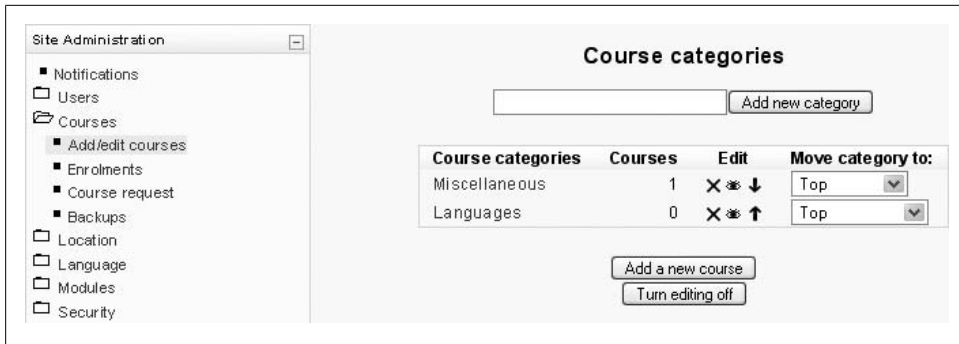 Site Administration
Notifications
Users
Courses
Add/edit courses
Enrolments
Course request
Backups
Location
Language
Modules
Security
Course categories
Add new category
Course categories Courses Edit Move category to:
Miscellaneous 1 Top
Languages 0 Top
Add a new course
Turn editing off